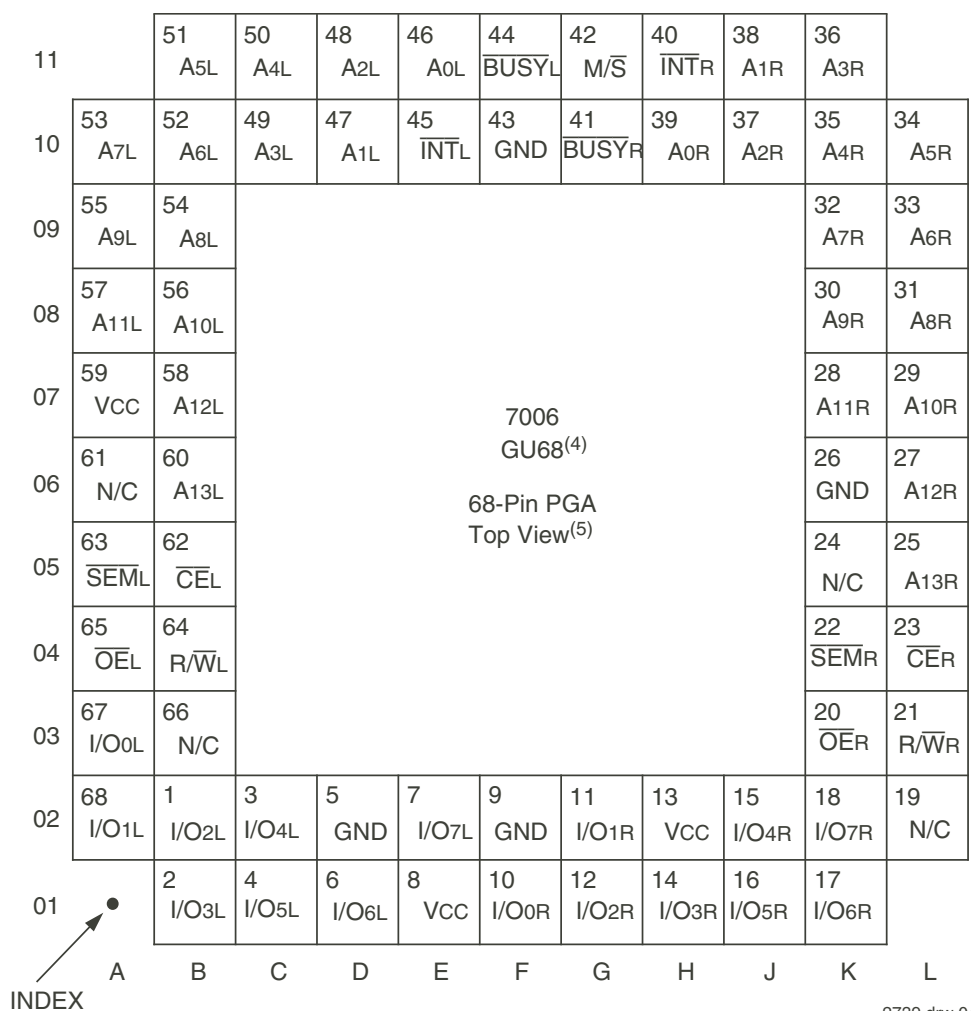 11 51 50 48 46 44 42 40 38 36
A5L A4L A2L A0L BUSYL M/S INTR A1R A3R
10 53 52 49 47 45 43 41 39 37 35 34
A7L A6L A3L A1L INTL GND BUSYR A0R A2R A4R A5R
09 55 54 32 33
A9L A8L A7R A6R
08 57 56 30 31
A11L A10L A9R A8R
07 59 58 28 29
VCC A12L A11R A10R
7006
GU68(4)
06 61 60 26 27
N/C A13L GND A12R
68-Pin PGA
Top View(5)
05 63 62 24 25
SEML CEL N/C A13R
04 65 64 22 23
OEL R/WL SEMR CER
03 67 66 20 21
I/O0L N/C OER R/WR
02 68 1 3 5 7 9 11 13 15 18 19
I/O1L I/O2L I/O4L GND I/O7L GND I/O1R VCC I/O4R I/O7R N/C
01 2 4 6 8 10 12 14 16 17
I/O3L I/O5L I/O6L VCC I/O0R I/O2R I/O3R I/O5R I/O6R
A B C D E F G H J K L
INDEX